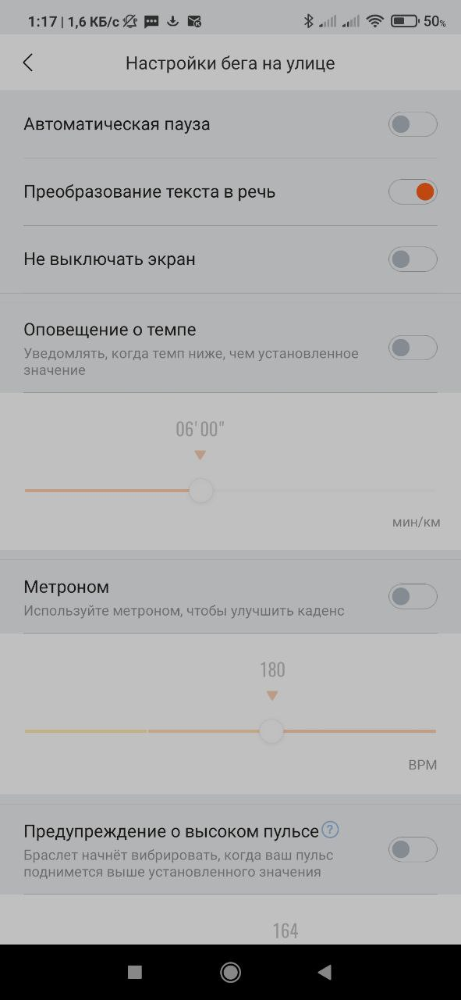 1:17 | 1,6 КБ/с 50%
Настройки бега на улице
Автоматическая пауза
Преобразование текста в речь
Не выключать экран
Оповещение о темпе
Уведомлять, когда темп ниже, чем установленное
значение
06'00"
мин/км
Метроном
Используйте метроном, чтобы улучшить каденс
180
BPM
Предупреждение о высоком пульсе ?
Браслет начнёт вибрировать, когда ваш пульс
поднимется выше установленного значения
164